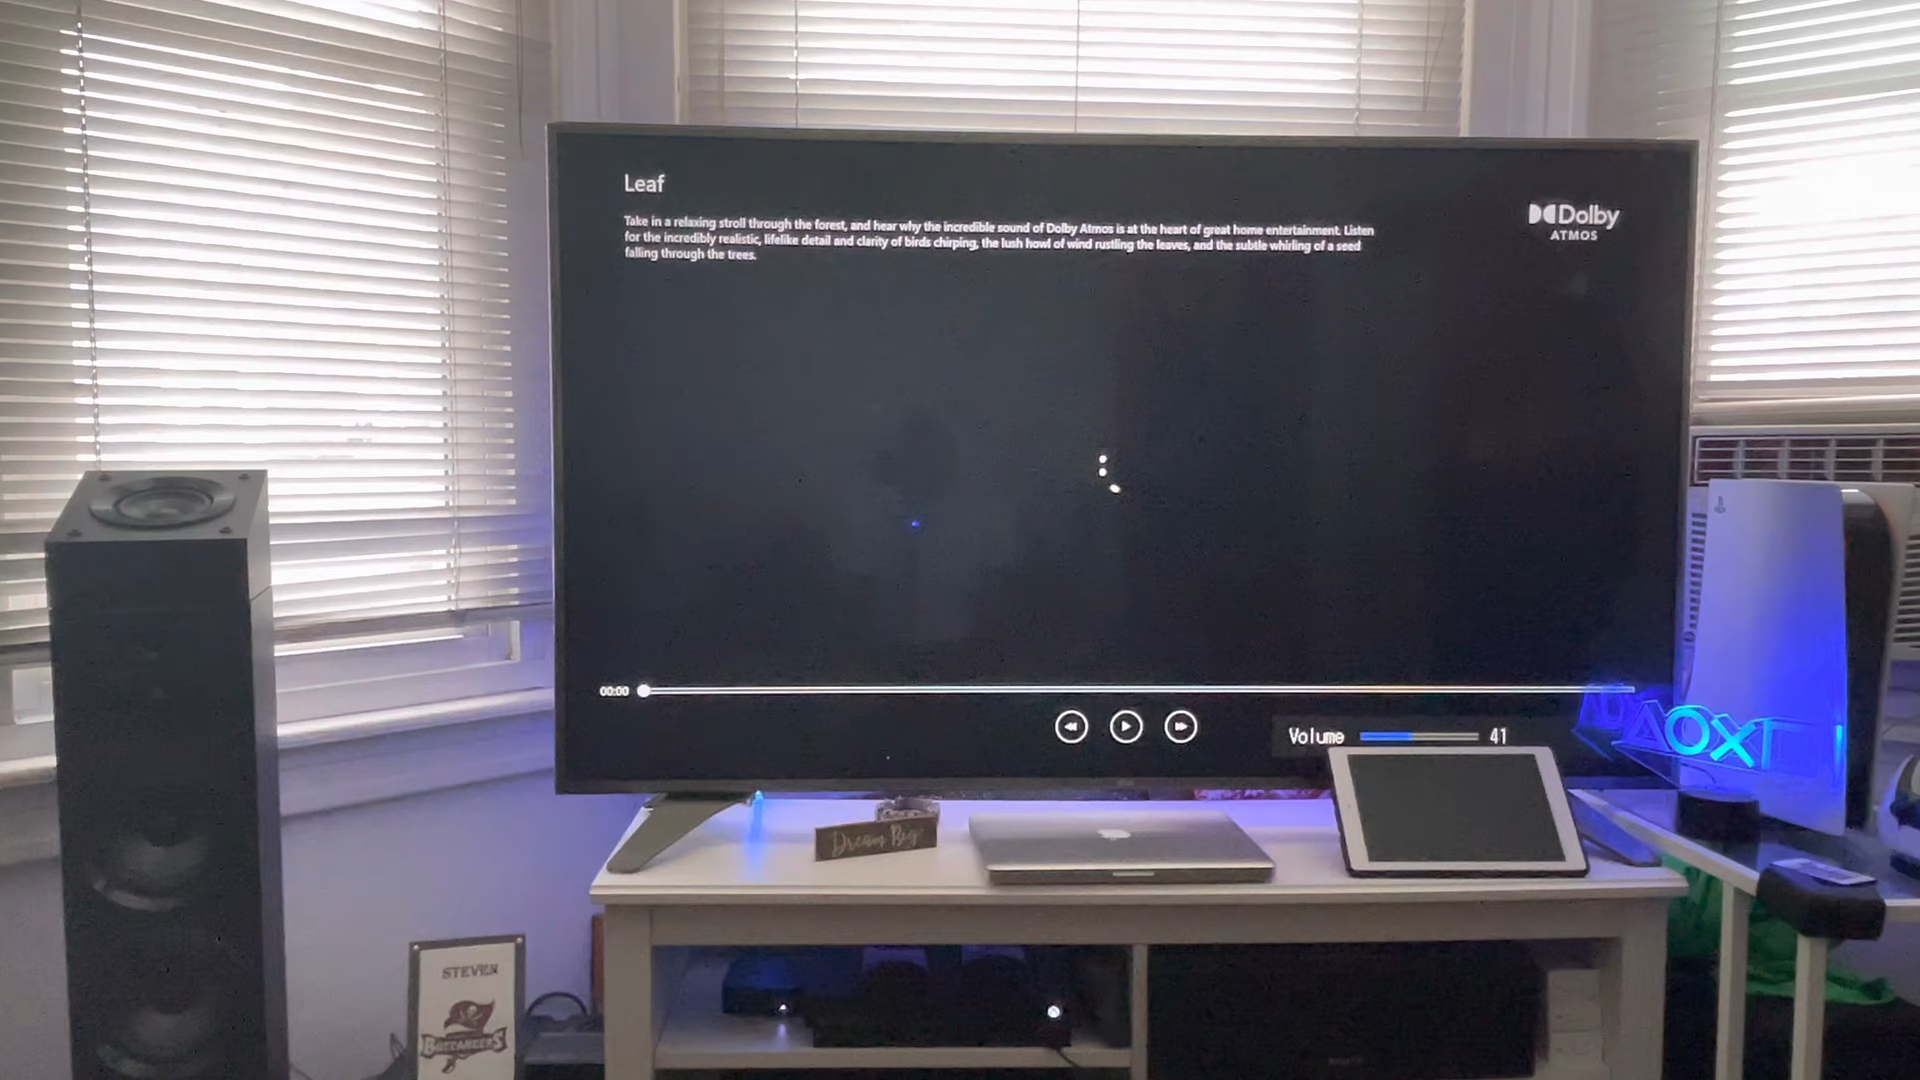 Leaf
Take in a relaxing stroll through the forest, and hear why the incredible sound of Dolby Atmos is at the heart of great home entertainment. Listen
for the incredibly realistic, lifelike detail and clarity of birds chirping, the lush howl of wind rustling the leaves, and the subtle whirling of a seed
falling through the trees.
Dolby
ATMOS
00:00
Volume 41
Dream Big
STEVEN
BUCCANEERS